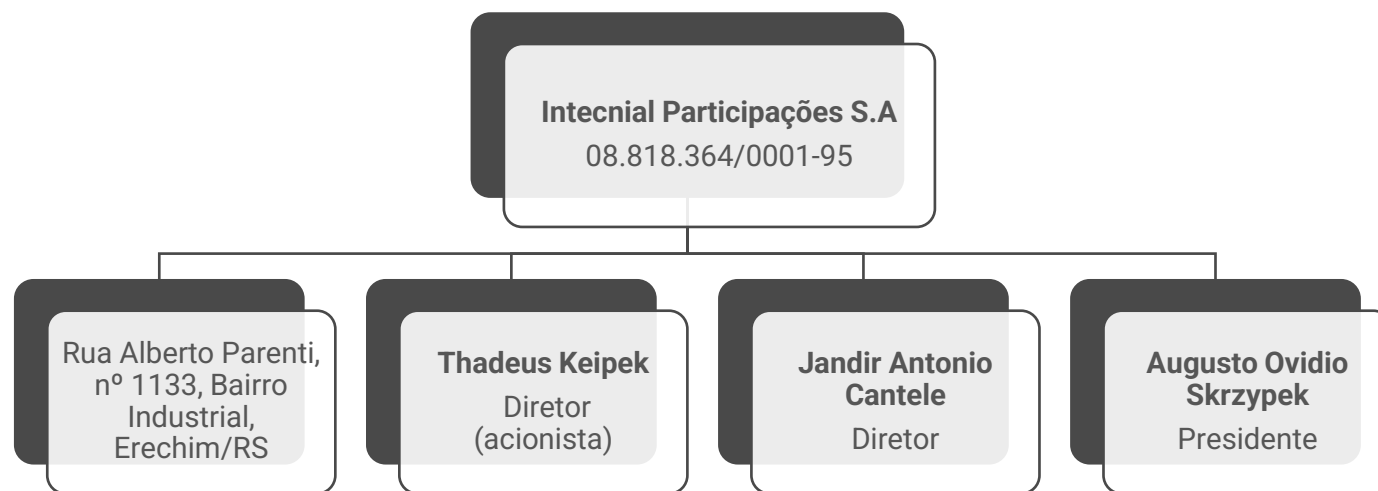 Intecnial Participações S.A
08.818.364/0001-95
Rua Alberto Parenti,
nº 1133, Bairro
Industrial,
Erechim/RS
Thadeus Keipek
Diretor
(acionista)
Jandir Antonio
Cantele
Diretor
Augusto Ovidio
Skrzypek
Presidente